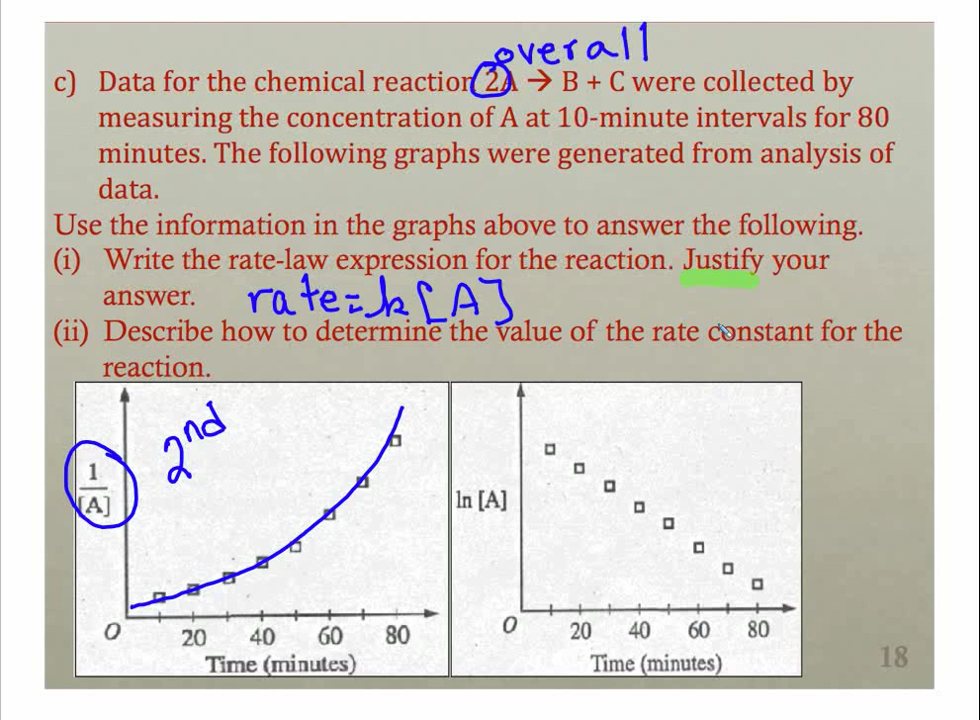 overall
c) Data for the chemical reaction 2A → B + C were collected by
measuring the concentration of A at 10-minute intervals for 80
minutes. The following graphs were generated from analysis of
data.
Use the information in the graphs above to answer the following.
(i) Write the rate-law expression for the reaction. Justify your
answer. rate=k[A]
(ii) Describe how to determine the value of the rate constant for the
reaction.
2nd
1
[A]
O 20 40 60 80
Time (minutes)
ln [A]
O 20 40 60 80
Time (minutes)
18